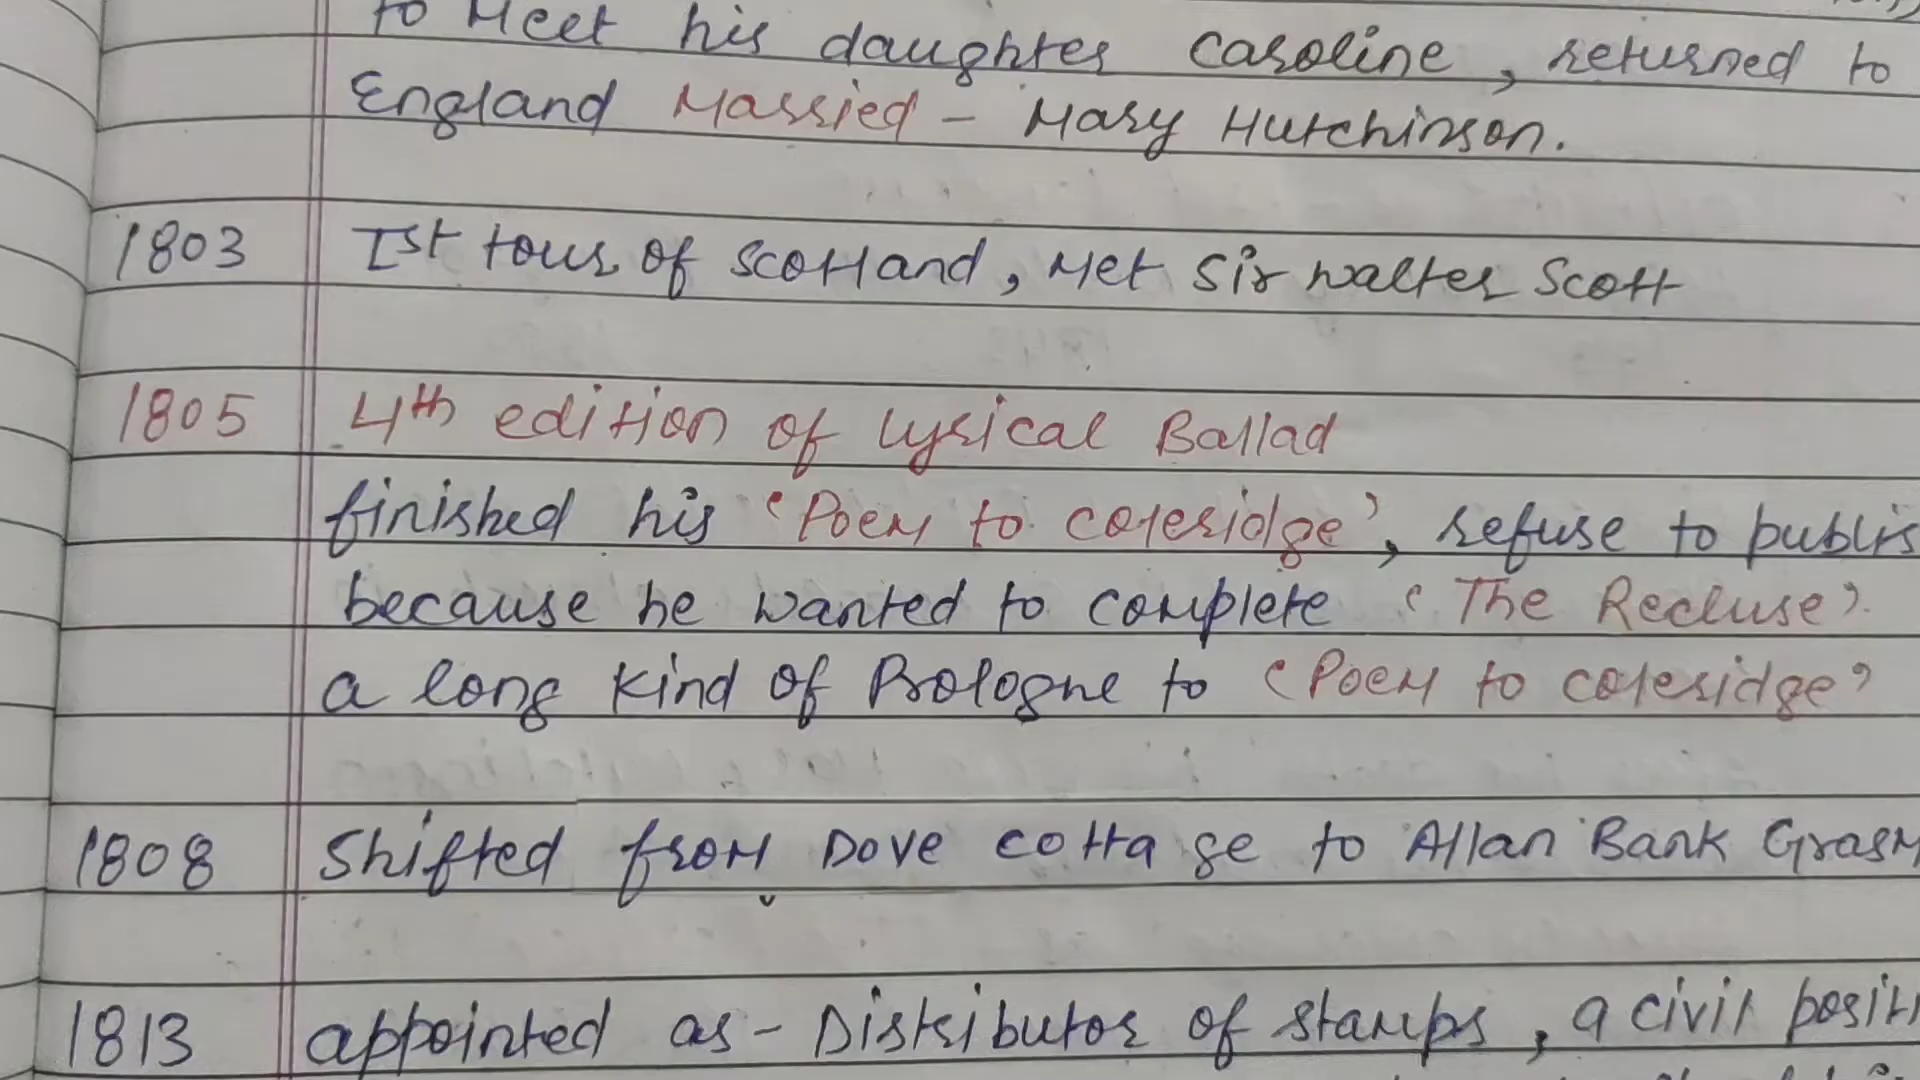 to Meet his daughter Caroline, returned to
England Married - Mary Hutchinson.
1803 Ist tour of Scotland, Met Sir Walter Scott
1805 4th edition of Lyrical Ballad
finished his 'Poem to Coleridge', refuse to publis
because he wanted to complete 'The Recluse'.
a long kind of Prologue to 'Poem to Coleridge'
1808 Shifted from Dove Cottage to Allan Bank Grasm
1813 appointed as - Distributor of stamps, a civil positi